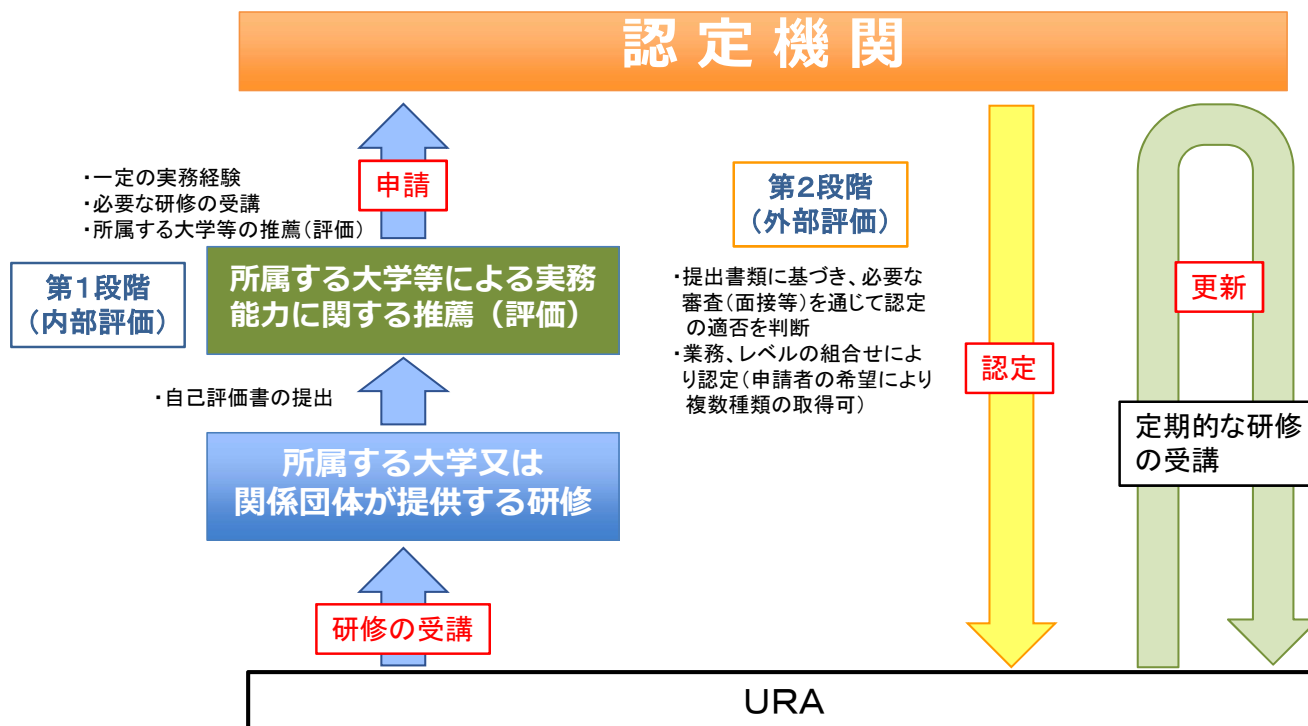 認定機関
・一定の実務経験
・必要な研修の受講
・所属する大学等の推薦(評価)
申請
第1段階
(内部評価)
所属する大学等による実務
能力に関する推薦(評価)
・自己評価書の提出
所属する大学又は
関係団体が提供する研修
研修の受講
第2段階
(外部評価)
・提出書類に基づき、必要な
審査(面接等)を通じて認定
の適否を判断
・業務、レベルの組合せによ
り認定(申請者の希望により
複数種類の取得可)
認定
更新
定期的な研修
の受講
URA